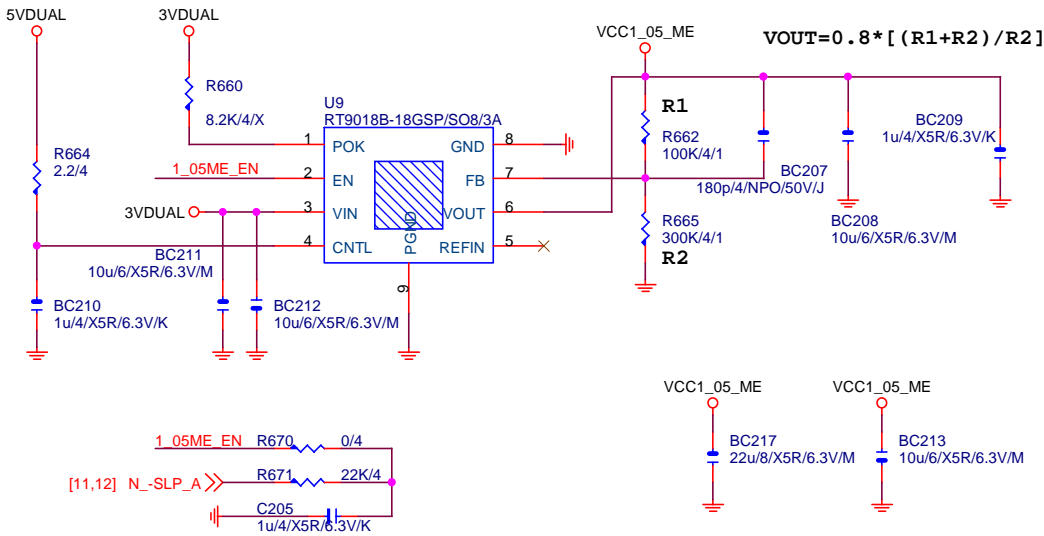 5VDUAL
3VDUAL
VCC1_05_ME
VOUT=0.8*[(R1+R2)/R2]
R660
8.2K/4/X
U9
RT9018B-18GSP/SO8/3A
R1
R662
100K/4/1
BC209
1u/4/X5R/6.3V/K
R664
2.2/4
1 POK
GND 8
1_05ME_EN
2 EN
FB 7
BC207
180p/4/NPO/50V/J
3VDUAL
3 VIN
VOUT 6
R665
300K/4/1
R2
BC208
10u/6/X5R/6.3V/M
4 CNTL
PGND
REFIN 5
9
BC211
10u/6/X5R/6.3V/M
BC210
1u/4/X5R/6.3V/K
BC212
10u/6/X5R/6.3V/M
VCC1_05_ME
VCC1_05_ME
BC217
22u/8/X5R/6.3V/M
BC213
10u/6/X5R/6.3V/M
1_05ME_EN R670 0/4
[11,12] N_-SLP_A R671 22K/4
C205
1u/4/X5R/6.3V/K